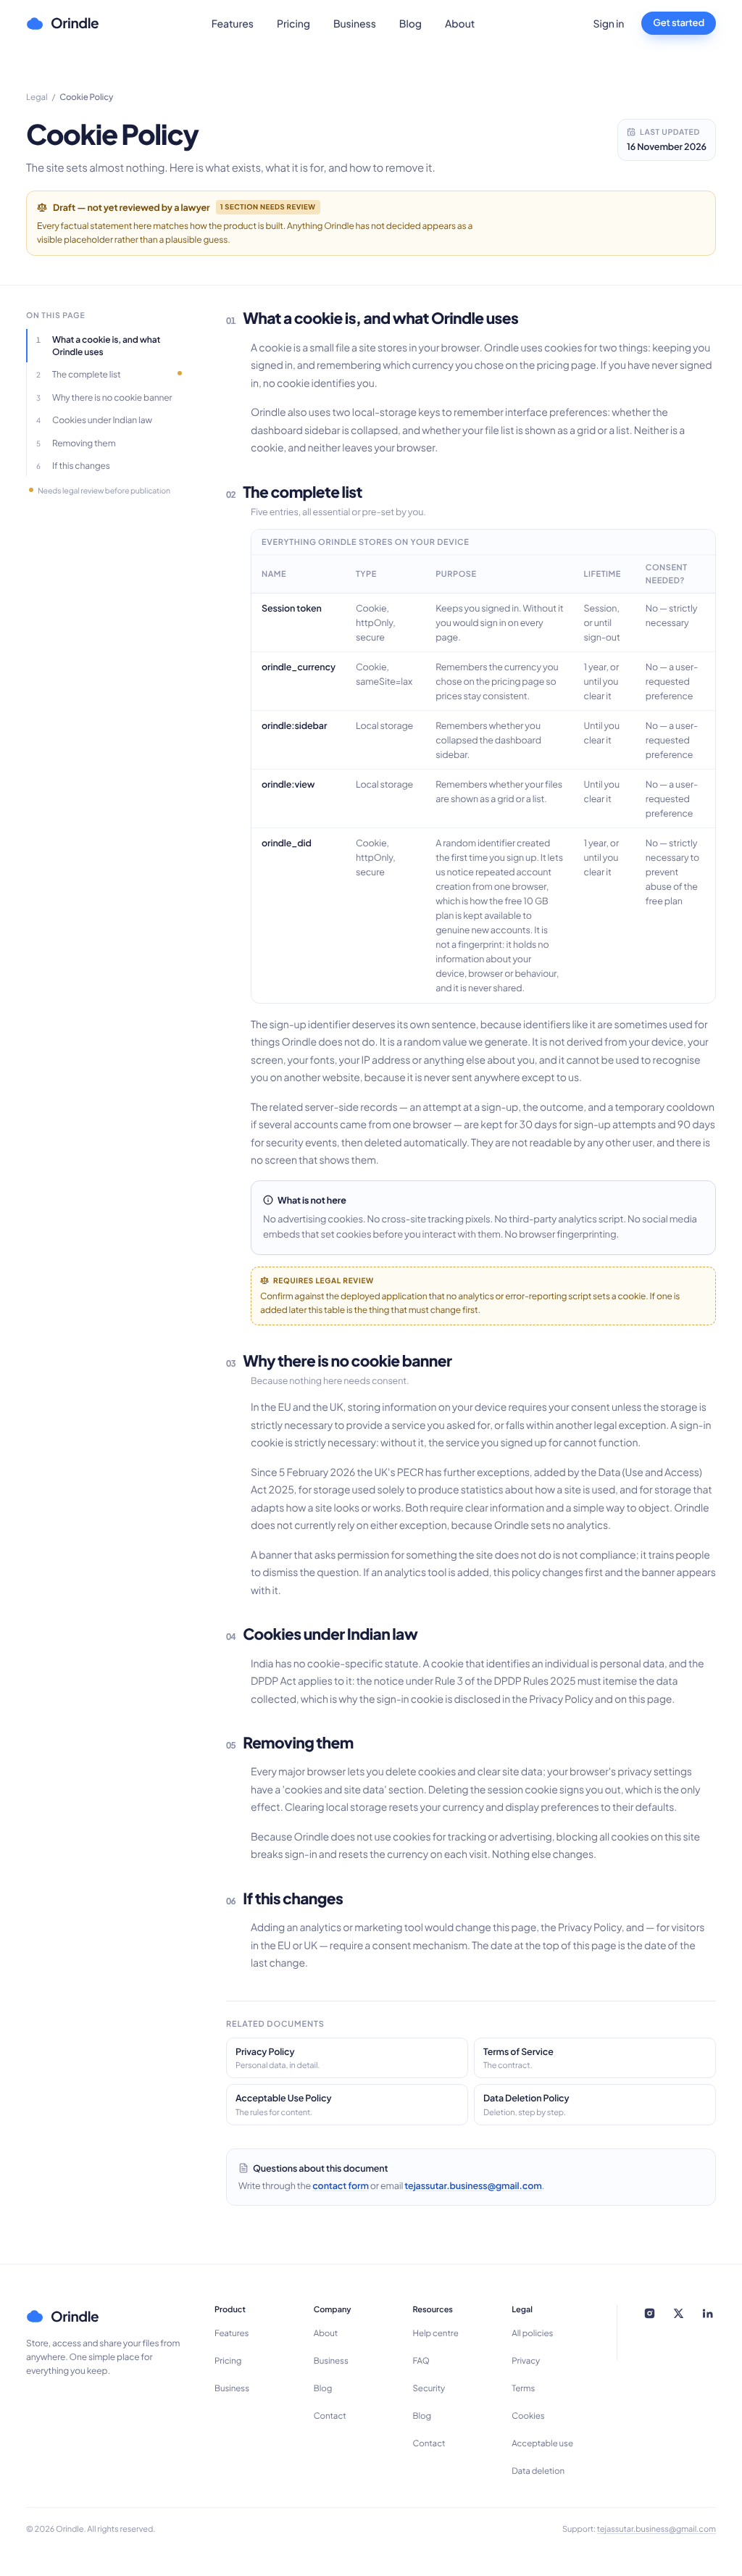 Orindle
Features
Pricing
Business
Blog
About
Sign in
Get started
Legal / Cookie Policy
Cookie Policy
The site sets almost nothing. Here is what exists, what it is for, and how to remove it.
LAST UPDATED
16 November 2026
Draft — not yet reviewed by a lawyer
1 SECTION NEEDS REVIEW
Every factual statement here matches how the product is built. Anything Orindle has not decided appears as a
visible placeholder rather than a plausible guess.
ON THIS PAGE
1 What a cookie is, and what
Orindle uses
2 The complete list
3 Why there is no cookie banner
4 Cookies under Indian law
5 Removing them
6 If this changes
Needs legal review before publication
01 What a cookie is, and what Orindle uses
A cookie is a small file a site stores in your browser. Orindle uses cookies for two things: keeping you
signed in, and remembering which currency you chose on the pricing page. If you have never signed
in, no cookie identifies you.
Orindle also uses two local-storage keys to remember interface preferences: whether the
dashboard sidebar is collapsed, and whether your file list is shown as a grid or a list. Neither is a
cookie, and neither leaves your browser.
02 The complete list
Five entries, all essential or pre-set by you.
EVERYTHING ORINDLE STORES ON YOUR DEVICE
NAME
TYPE
PURPOSE
LIFETIME
CONSENT
NEEDED?
Session token
Cookie,
httpOnly,
secure
Keeps you signed in. Without it
you would sign in on every
page.
Session,
or until
sign-out
No — strictly
necessary
orindle_currency
Cookie,
sameSite=lax
Remembers the currency you
chose on the pricing page so
prices stay consistent.
1 year, or
until you
clear it
No — a user-
requested
preference
orindle:sidebar
Local storage
Remembers whether you
collapsed the dashboard
sidebar.
Until you
clear it
No — a user-
requested
preference
orindle:view
Local storage
Remembers whether your files
are shown as a grid or a list.
Until you
clear it
No — a user-
requested
preference
orindle_did
Cookie,
httpOnly,
secure
A random identifier created
the first time you sign up. It lets
us notice repeated account
creation from one browser,
which is how the free 10 GB
plan is kept available to
genuine new accounts. It is
not a fingerprint: it holds no
information about your
device, browser or behaviour,
and it is never shared.
1 year, or
until you
clear it
No — strictly
necessary to
prevent
abuse of the
free plan
The sign-up identifier deserves its own sentence, because identifiers like it are sometimes used for
things Orindle does not do. It is a random value we generate. It is not derived from your device, your
screen, your fonts, your IP address or anything else about you, and it cannot be used to recognise
you on another website, because it is never sent anywhere except to us.
The related server-side records — an attempt at a sign-up, the outcome, and a temporary cooldown
if several accounts came from one browser — are kept for 30 days for sign-up attempts and 90 days
for security events, then deleted automatically. They are not readable by any other user, and there is
no screen that shows them.
What is not here
No advertising cookies. No cross-site tracking pixels. No third-party analytics script. No social media
embeds that set cookies before you interact with them. No browser fingerprinting.
REQUIRES LEGAL REVIEW
Confirm against the deployed application that no analytics or error-reporting script sets a cookie. If one is
added later this table is the thing that must change first.
03 Why there is no cookie banner
Because nothing here needs consent.
In the EU and the UK, storing information on your device requires your consent unless the storage is
strictly necessary to provide a service you asked for, or falls within another legal exception. A sign-in
cookie is strictly necessary: without it, the service you signed up for cannot function.
Since 5 February 2026 the UK's PECR has further exceptions, added by the Data (Use and Access)
Act 2025, for storage used solely to produce statistics about how a site is used, and for storage that
adapts how a site looks or works. Both require clear information and a simple way to object. Orindle
does not currently rely on either exception, because Orindle sets no analytics.
A banner that asks permission for something the site does not do is not compliance; it trains people
to dismiss the question. If an analytics tool is added, this policy changes first and the banner appears
with it.
04 Cookies under Indian law
India has no cookie-specific statute. A cookie that identifies an individual is personal data, and the
DPDP Act applies to it: the notice under Rule 3 of the DPDP Rules 2025 must itemise the data
collected, which is why the sign-in cookie is disclosed in the Privacy Policy and on this page.
05 Removing them
Every major browser lets you delete cookies and clear site data; your browser's privacy settings
have a 'cookies and site data' section. Deleting the session cookie signs you out, which is the only
effect. Clearing local storage resets your currency and display preferences to their defaults.
Because Orindle does not use cookies for tracking or advertising, blocking all cookies on this site
breaks sign-in and resets the currency on each visit. Nothing else changes.
06 If this changes
Adding an analytics or marketing tool would change this page, the Privacy Policy, and — for visitors
in the EU or UK — require a consent mechanism. The date at the top of this page is the date of the
last change.
RELATED DOCUMENTS
Privacy Policy
Personal data, in detail.
Terms of Service
The contract.
Acceptable Use Policy
The rules for content.
Data Deletion Policy
Deletion, step by step.
Questions about this document
Write through the contact form or email tejassutar.business@gmail.com.
Orindle
Store, access and share your files from
anywhere. One simple place for
everything you keep.
Product
Features
Pricing
Business
Company
About
Business
Blog
Contact
Resources
Help centre
FAQ
Security
Blog
Contact
Legal
All policies
Privacy
Terms
Cookies
Acceptable use
Data deletion
© 2026 Orindle. All rights reserved.
Support: tejassutar.business@gmail.com